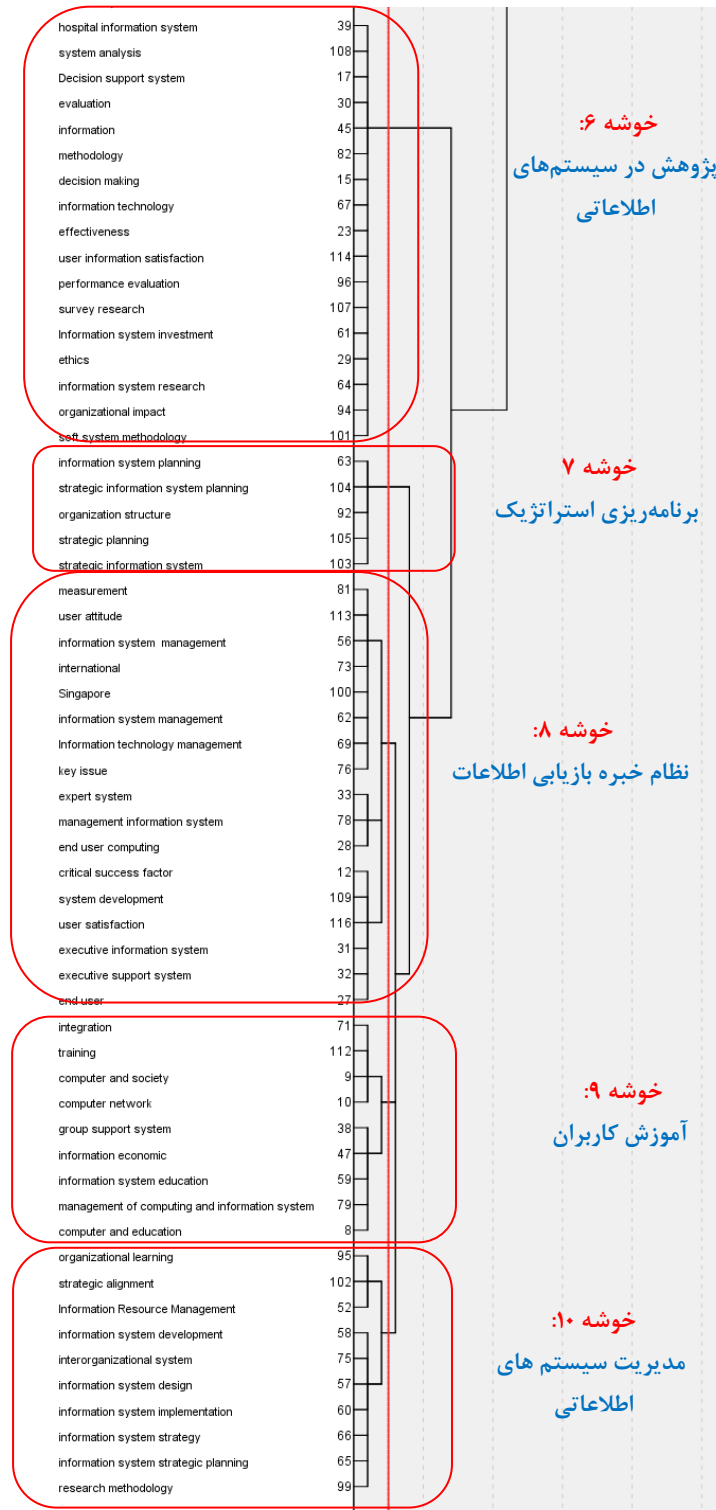 hospital information system 39
system analysis 108
Decision support system 17
evaluation 30
information 45
methodology 82
decision making 15
information technology 67
effectiveness 23
user information satisfaction 114
performance evaluation 96
survey research 107
Information system investment 61
ethics 29
information system research 64
organizational impact 94
soft system methodology 101
خوشه ۶:
پژوهش در سیستم‌های
اطلاعاتی
information system planning 63
strategic information system planning 104
organization structure 92
strategic planning 105
strategic information system 103
خوشه ۷
برنامه‌ریزی استراتژیک
measurement 81
user attitude 113
information system  management 56
international 73
Singapore 100
information system management 62
Information technology management 69
key issue 76
expert system 33
management information system 78
end user computing 28
critical success factor 12
system development 109
user satisfaction 116
executive information system 31
executive support system 32
end user 27
خوشه ۸:
نظام خبره بازیابی اطلاعات
integration 71
training 112
computer and society 9
computer network 10
group support system 38
information economic 47
information system education 59
management of computing and information system 79
computer and education 8
خوشه ۹:
آموزش کاربران
organizational learning 95
strategic alignment 102
Information Resource Management 52
information system development 58
interorganizational system 75
information system design 57
information system implementation 60
information system strategy 66
information system strategic planning 65
research methodology 99
خوشه ۱۰:
مدیریت سیستم های
اطلاعاتی